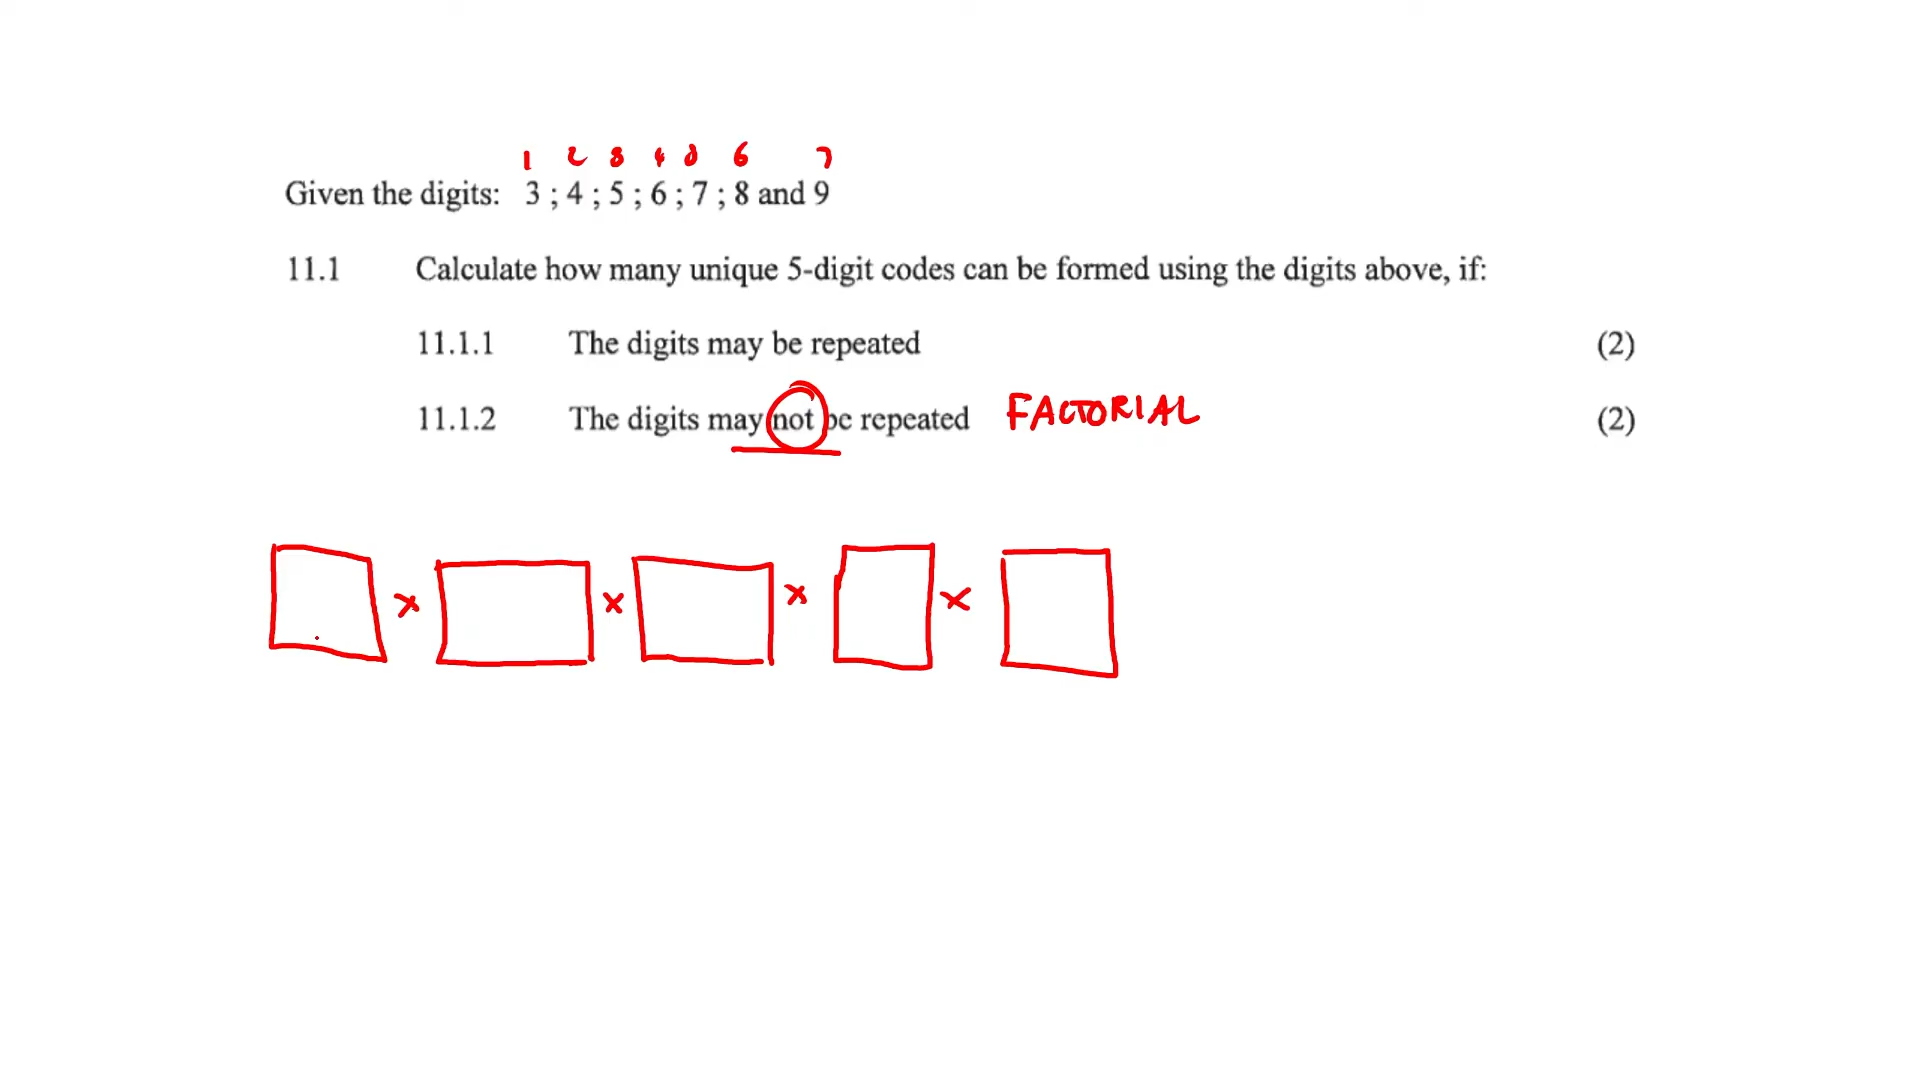 1 2 3 4 5 6 7
Given the digits: 3 ; 4 ; 5 ; 6 ; 7 ; 8 and 9
11.1 Calculate how many unique 5-digit codes can be formed using the digits above, if:
11.1.1 The digits may be repeated (2)
11.1.2 The digits may not be repeated FACTORIAL (2)
× × × ×